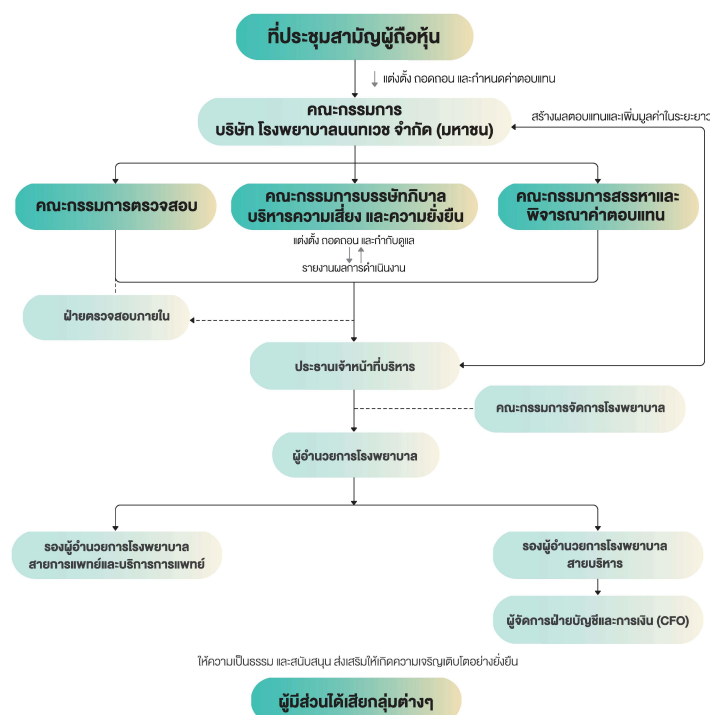 ที่ประชุมสามัญผู้ถือหุ้น
แต่งตั้ง ถอดถอน และกำหนดค่าตอบแทน
คณะกรรมการ
บริษัท โรงพยาบาลนนทเวช จำกัด (มหาชน)
สร้างผลตอบแทนและเพิ่มมูลค่าในระยะยาว
คณะกรรมการตรวจสอบ
คณะกรรมการบรรษัทภิบาล
บริหารความเสี่ยง และความยั่งยืน
คณะกรรมการสรรหาและ
พิจารณาค่าตอบแทน
แต่งตั้ง ถอดถอน และกำกับดูแล
รายงานผลการดำเนินงาน
ฝ่ายตรวจสอบภายใน
ประธานเจ้าหน้าที่บริหาร
คณะกรรมการจัดการโรงพยาบาล
ผู้อำนวยการโรงพยาบาล
รองผู้อำนวยการโรงพยาบาล
สายการแพทย์และบริการการแพทย์
รองผู้อำนวยการโรงพยาบาล
สายบริหาร
ผู้จัดการฝ่ายบัญชีและการเงิน (CFO)
ให้ความเป็นธรรม และสนับสนุน ส่งเสริมให้เกิดความเจริญเติบโตอย่างยั่งยืน
ผู้มีส่วนได้เสียกลุ่มต่างๆ